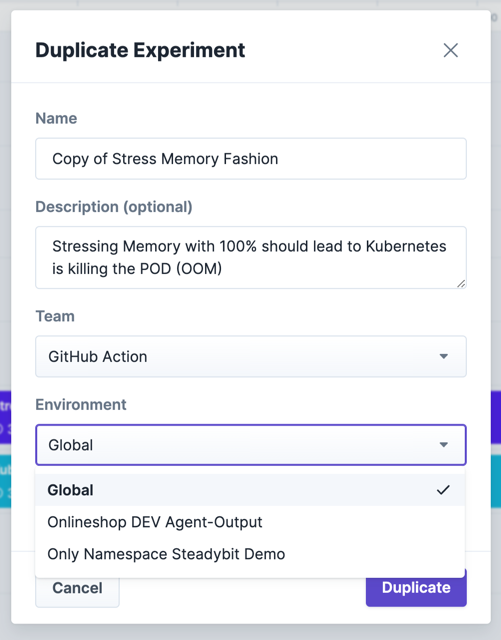 Duplicate Experiment
Name
Copy of Stress Memory Fashion
Description (optional)
Stressing Memory with 100% should lead to Kubernetes
is killing the POD (OOM)
Team
GitHub Action
Environment
Global
Global
Onlineshop DEV Agent-Output
Only Namespace Steadybit Demo
Cancel
Duplicate